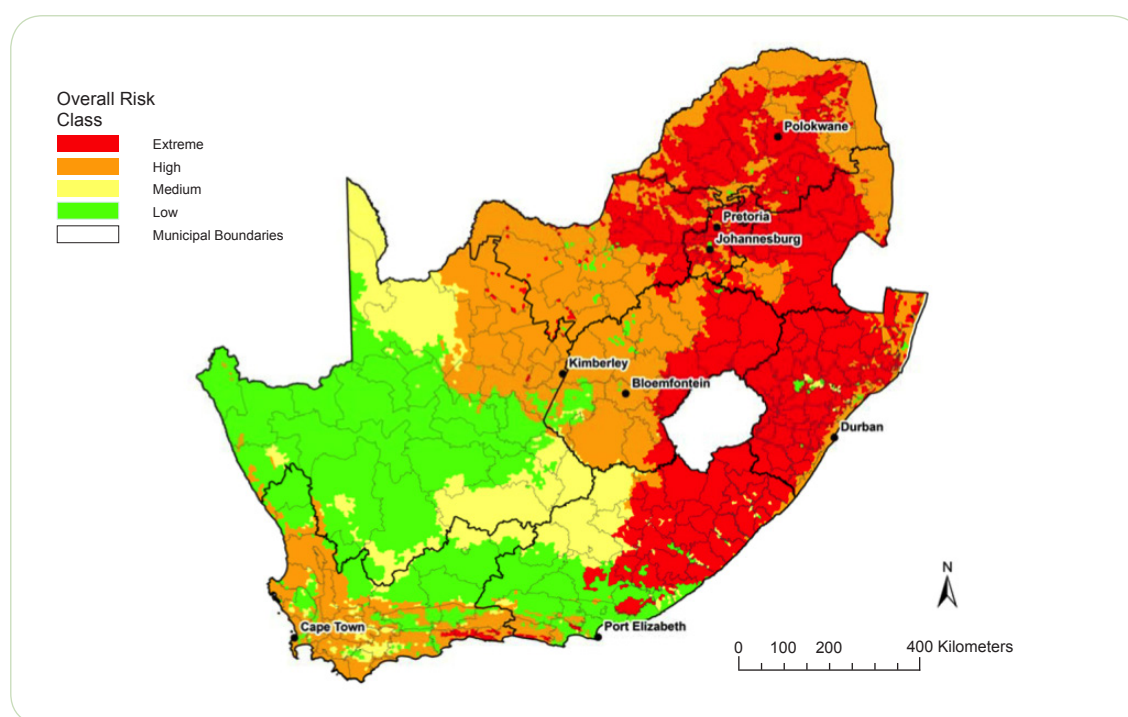 Overall Risk
Class
Extreme
High
Medium
Low
Municipal Boundaries
Polokwane
Pretoria
Johannesburg
Kimberley
Bloemfontein
Durban
Cape Town
Port Elizabeth
N
0 100 200 400 Kilometers